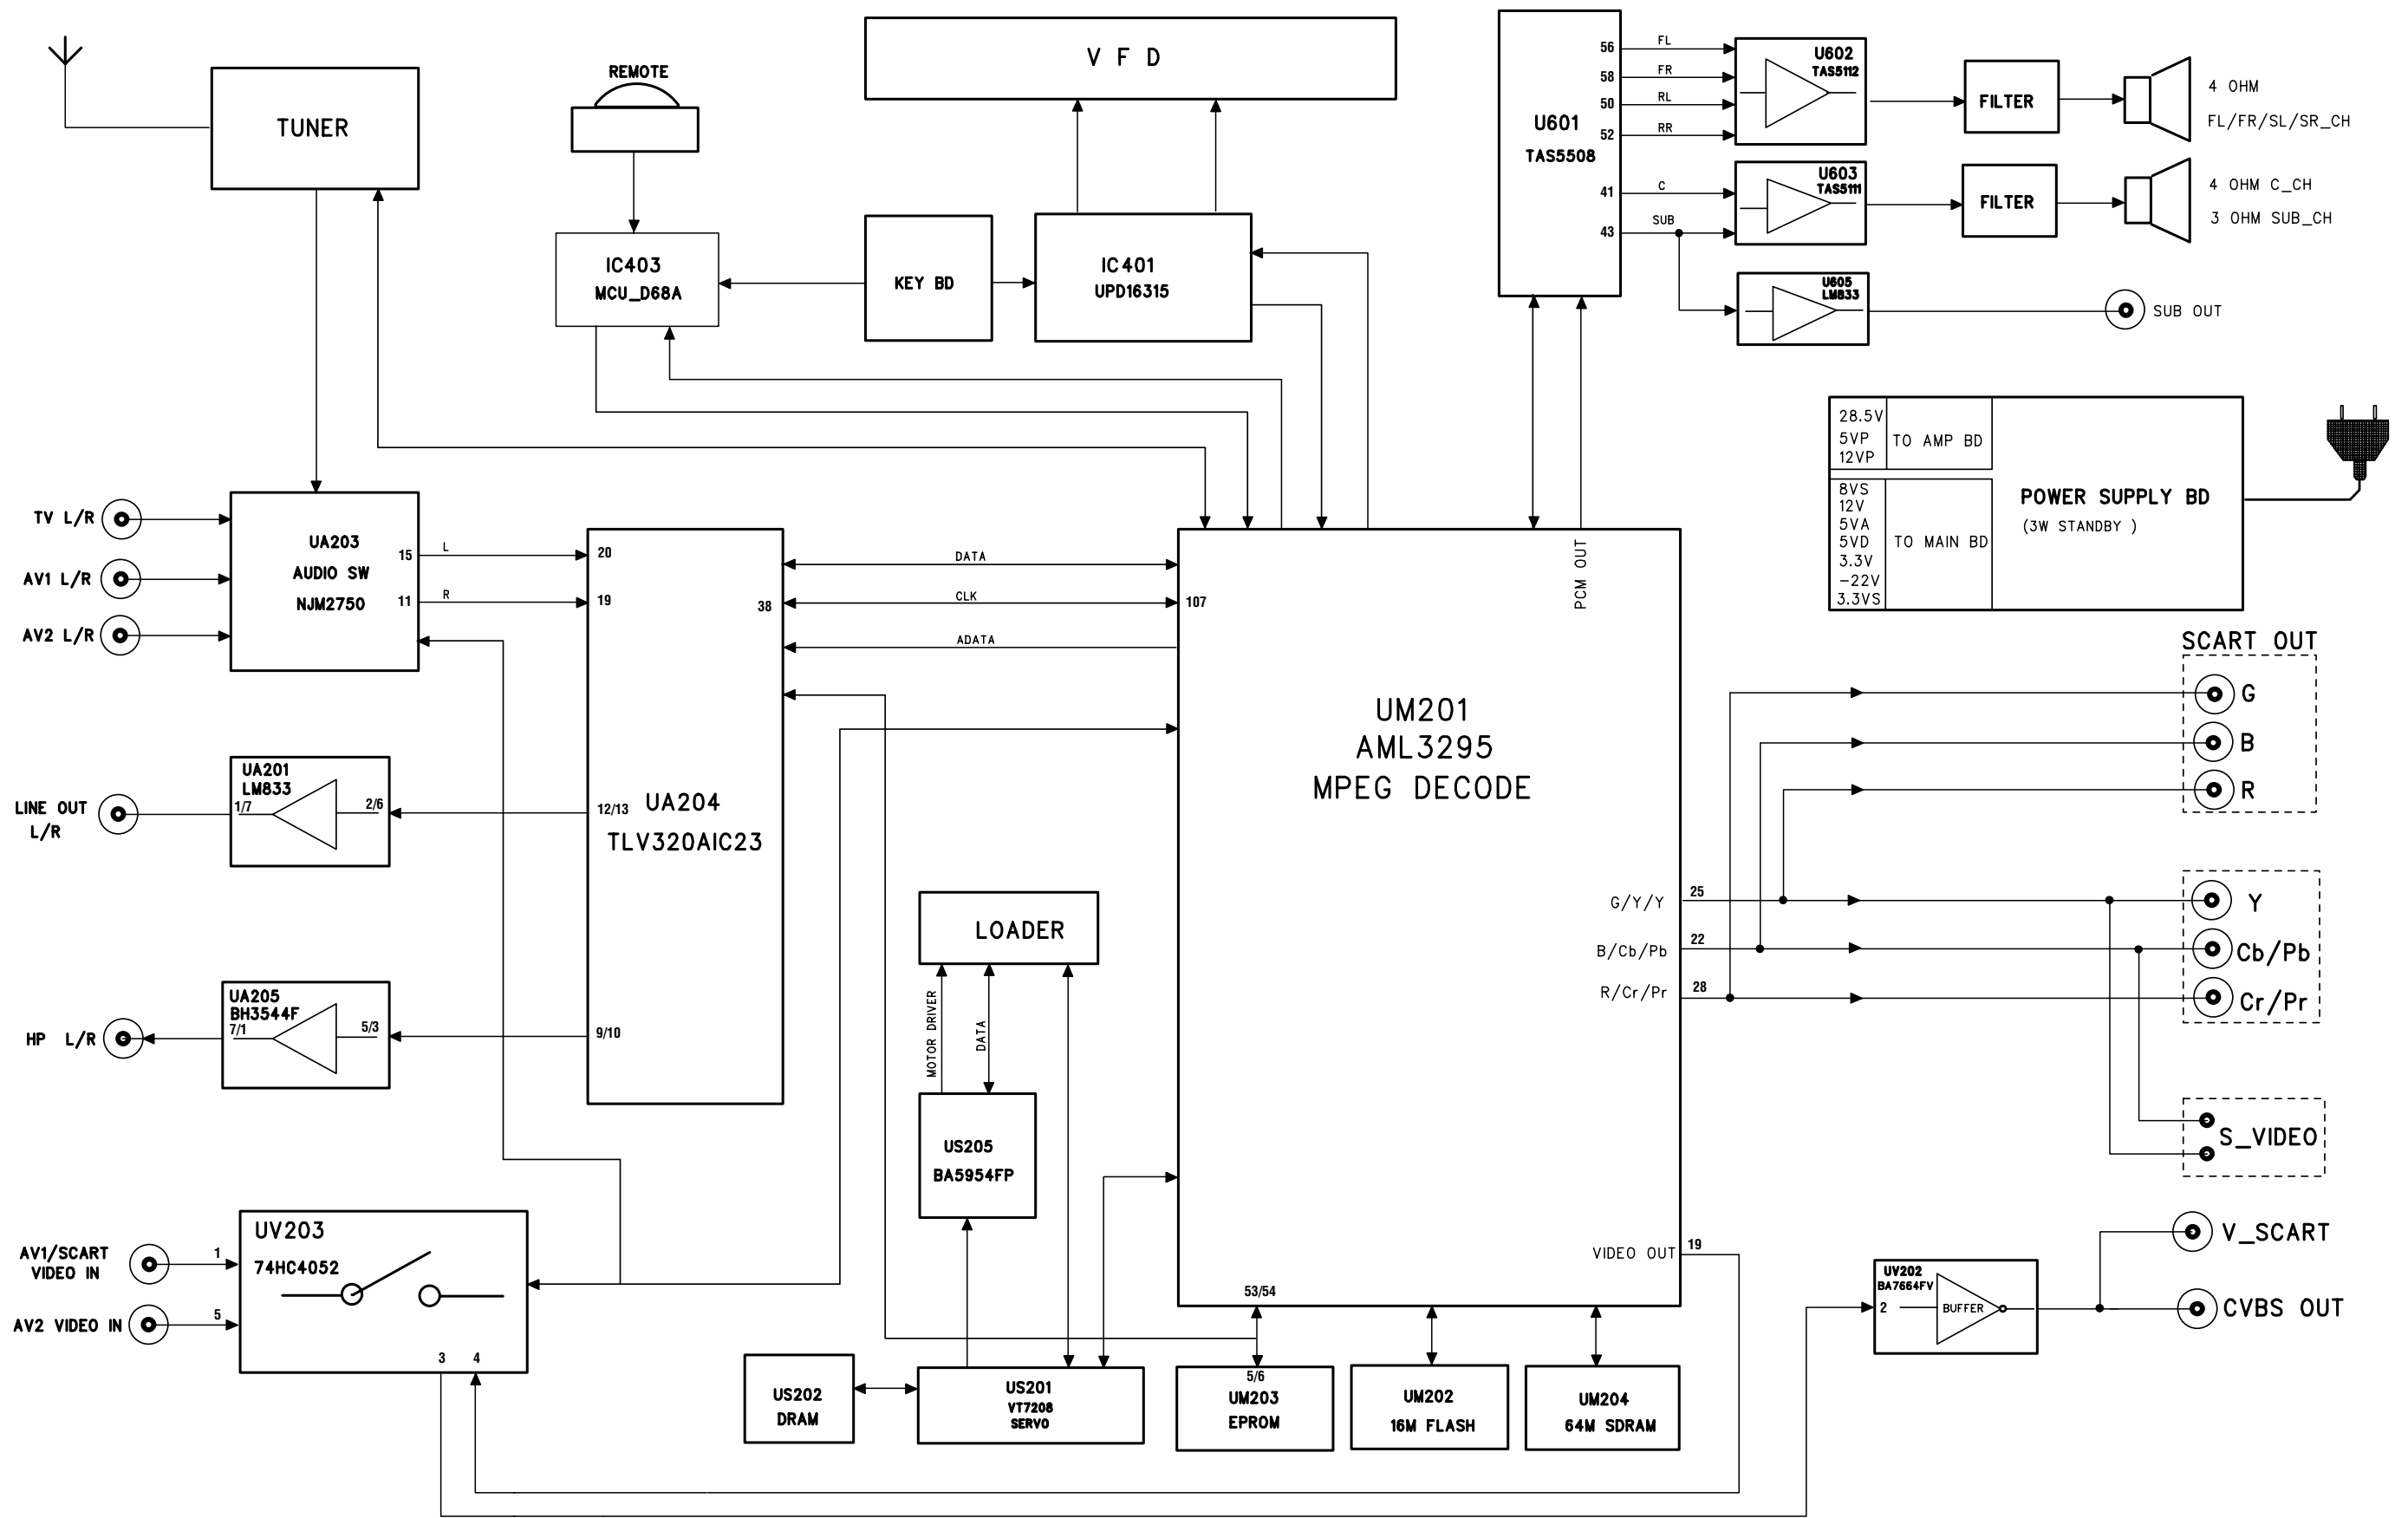 TUNER
REMOTE
V F D
IC403
MCU_D68A
KEY BD
IC401
UPD16315
U601
TAS5508
56
58
50
52
41
43
FL
FR
RL
RR
C
SUB
U602
TAS5112
FILTER
4 OHM
FL/FR/SL/SR_CH
U603
TAS5111
FILTER
4 OHM C_CH
3 OHM SUB_CH
U605
LM833
SUB OUT
28.5V
5VP
12VP
TO AMP BD
8VS
12V
5VA
5VD
3.3V
-22V
3.3VS
TO MAIN BD
POWER SUPPLY BD
(3W STANDBY )
TV L/R
AV1 L/R
AV2 L/R
UA203
AUDIO SW
NJM2750
15
11
L
R
20
19
38
12/13
9/10
UA204
TLV320AIC23
DATA
CLK
ADATA
107
PCM OUT
UM201
AML3295
MPEG DECODE
G/Y/Y
25
B/Cb/Pb
22
R/Cr/Pr
28
VIDEO OUT
19
53/54
SCART OUT
G
B
R
Y
Cb/Pb
Cr/Pr
S_VIDEO
V_SCART
CVBS OUT
UV202
BA7664FV
2
BUFFER
LINE OUT
L/R
UA201
LM833
1/7
2/6
HP L/R
UA205
BH3544F
7/1
5/3
LOADER
MOTOR DRIVER
DATA
US205
BA5954FP
AV1/SCART
VIDEO IN
AV2 VIDEO IN
1
5
UV203
74HC4052
3
4
US202
DRAM
US201
VT7208
SERVO
5/6
UM203
EPROM
UM202
16M FLASH
UM204
64M SDRAM